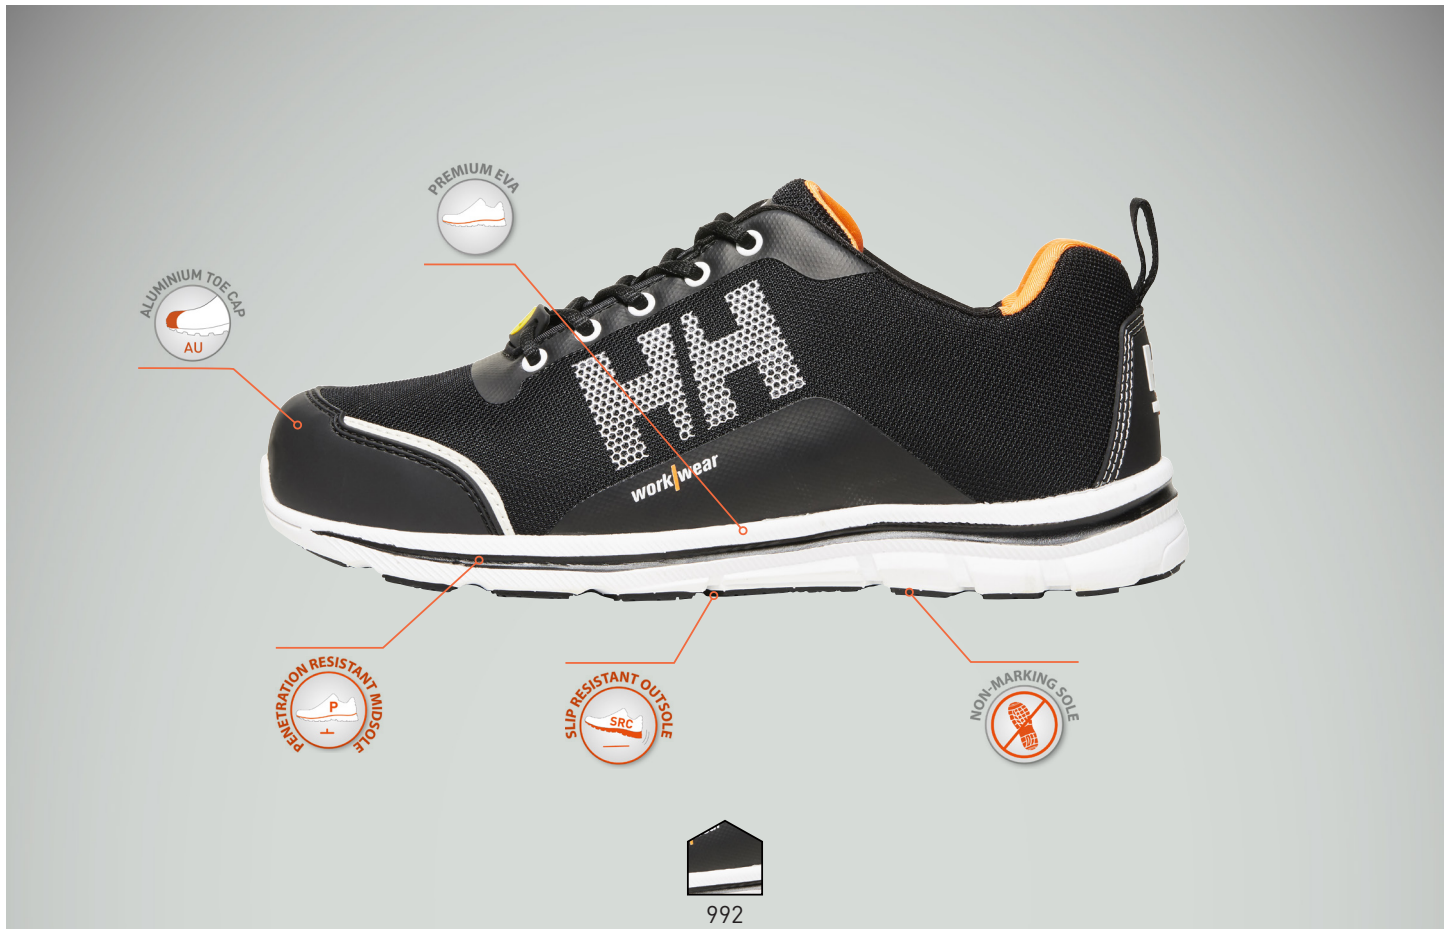 PREMIUM EVA
ALUMINIUM TOE CAP
AU
HH
work/wear
PENETRATION RESISTANT MIDSOLE
P
SLIP RESISTANT OUTSOLE
SRC
NON-MARKING SOLE
992